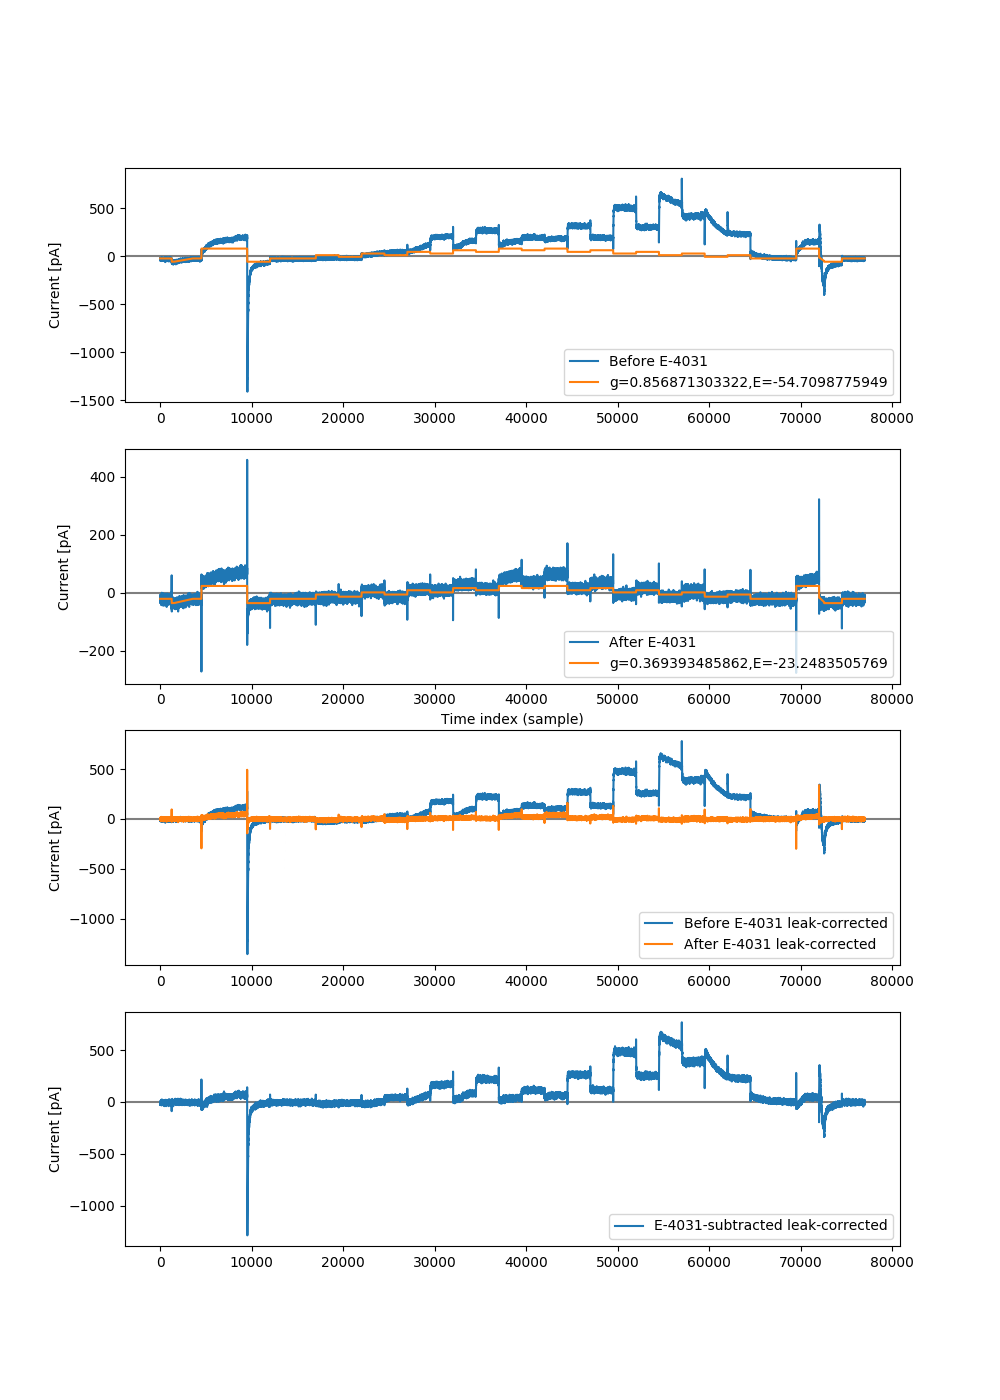 500
0
−500
−1000
−1500
Current [pA]
Before E-4031
g=0.856871303322,E=-54.7098775949
0 10000 20000 30000 40000 50000 60000 70000 80000
400
200
0
−200
Current [pA]
After E-4031
g=0.369393485862,E=-23.2483505769
0 10000 20000 30000 40000 50000 60000 70000 80000
Time index (sample)
500
0
−500
−1000
Current [pA]
Before E-4031 leak-corrected
After E-4031 leak-corrected
0 10000 20000 30000 40000 50000 60000 70000 80000
500
0
−500
−1000
Current [pA]
E-4031-subtracted leak-corrected
0 10000 20000 30000 40000 50000 60000 70000 80000